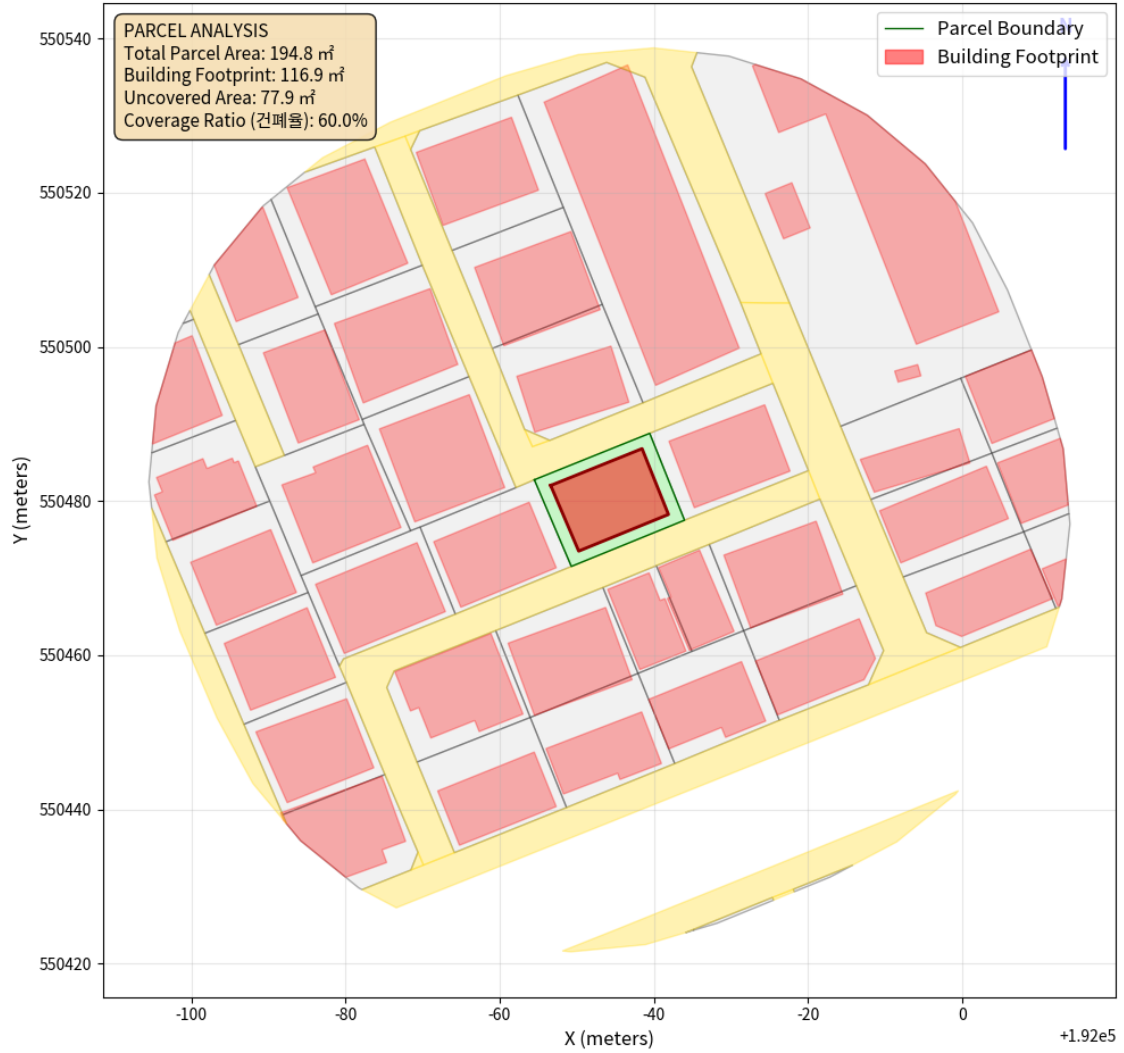 PARCEL ANALYSIS
Total Parcel Area: 194.8 ㎡
Building Footprint: 116.9 ㎡
Uncovered Area: 77.9 ㎡
Coverage Ratio (건폐율): 60.0%
Parcel Boundary
Building Footprint
N
550540
550520
550500
550480
550460
550440
550420
Y (meters)
-100
-80
-60
-40
-20
0
X (meters)
+1.92e5